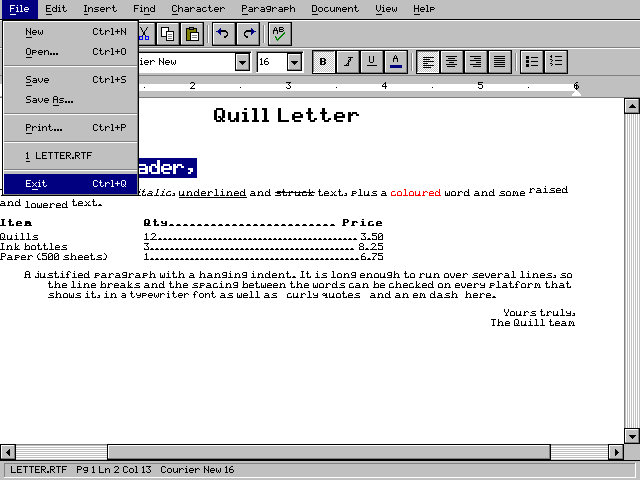 File Edit Insert Find Character Paragraph Document View Help
New Ctrl+N
Open... Ctrl+O
Save Ctrl+S
Save As...
Print... Ctrl+P
1 LETTER.RTF
Exit Ctrl+Q
ier New 16 B I U A
2 3 4 5 6
Quill Letter
ader,
italic, underlined and struck text, plus a coloured word and some raised
and lowered text.
Item Qty........................ Price
Quills 12............................ 3.50
Ink bottles 3............................ 8.25
Paper (500 sheets) 1............................ 6.75
A justified paragraph with a hanging indent. It is long enough to run over several lines, so
the line breaks and the spacing between the words can be checked on every platform that
shows it, in a typewriter font as well as curly quotes and an em dash here.
Yours truly,
The Quill team
LETTER.RTF Pg 1 Ln 2 Col 13 Courier New 16